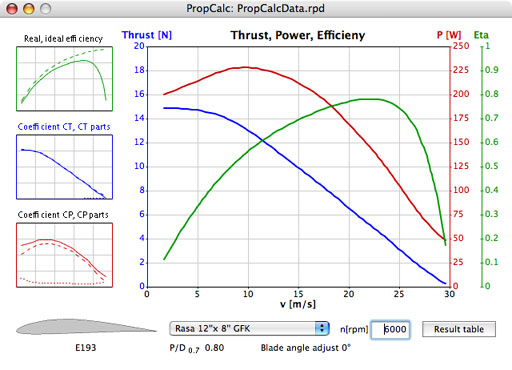 PropCalc: PropCalcData.rpd
Real, ideal efficiency
Coefficient CT, CT parts
Coefficient CP, CP parts
Thrust [N] Thrust, Power, Efficieny P [W] Eta
20 250 1
18 225 0.9
16 200 0.8
14 175 0.7
12 150 0.6
10 125 0.5
8 100 0.4
6 75 0.3
4 50 0.2
2 25 0.1
0 0 0
0 5 10 15 20 25 30
v [m/s]
Rasa 12"x 8" GFK n[rpm] 6000 Result table
E193 P/D 0.7 0.80 Blade angle adjust 0°